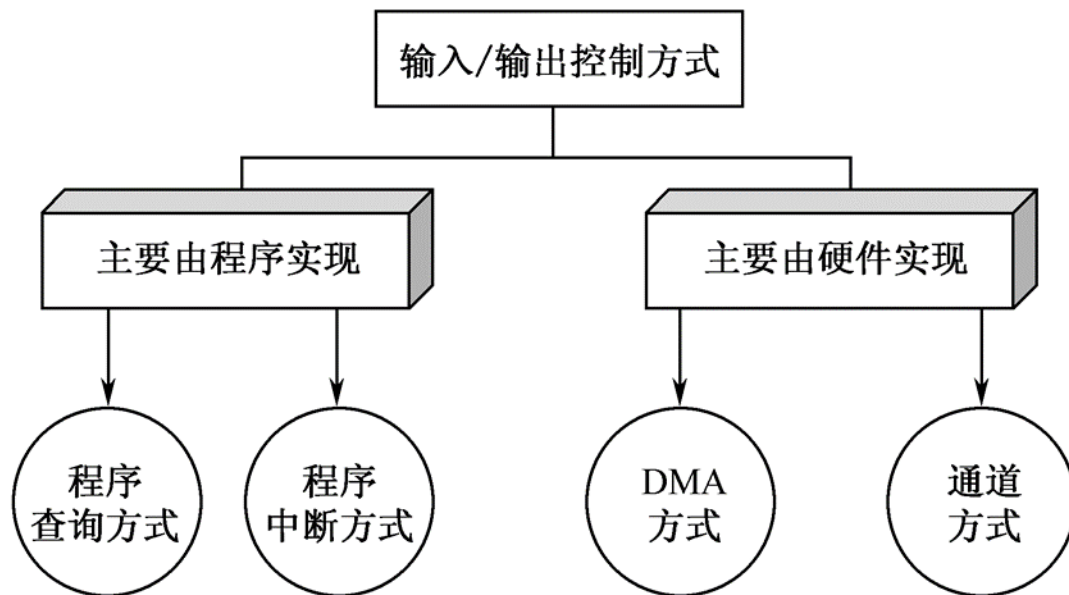 输入/输出控制方式
主要由程序实现
主要由硬件实现
程序
查询方式
程序
中断方式
DMA
方式
通道
方式